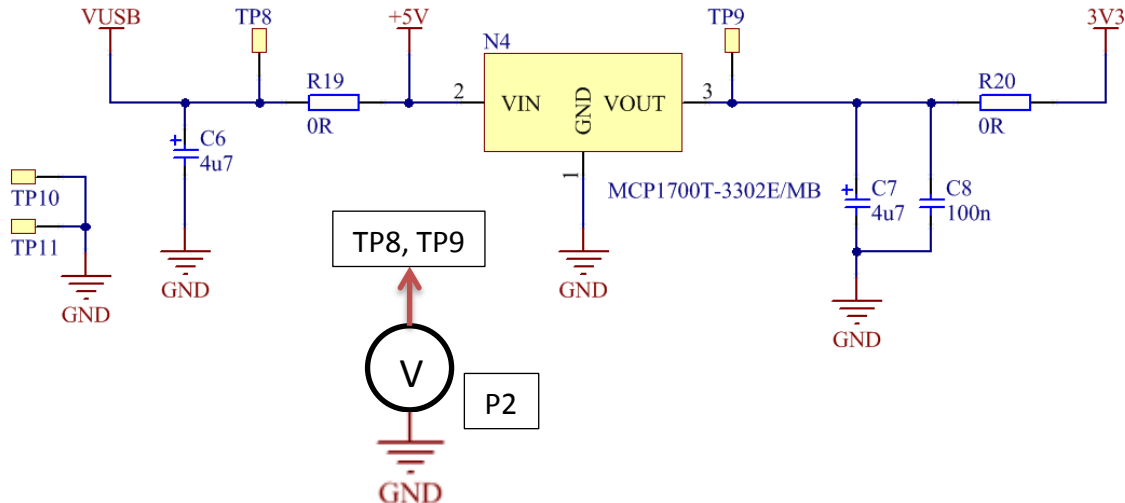 VUSB
TP8
+5V
TP9
3V3
N4
R19
0R
2
VIN
GND
VOUT
3
R20
0R
C6
4u7
1
MCP1700T-3302E/MB
C7
4u7
C8
100n
TP10
TP11
GND
GND
GND
GND
TP8, TP9
V
P2
GND